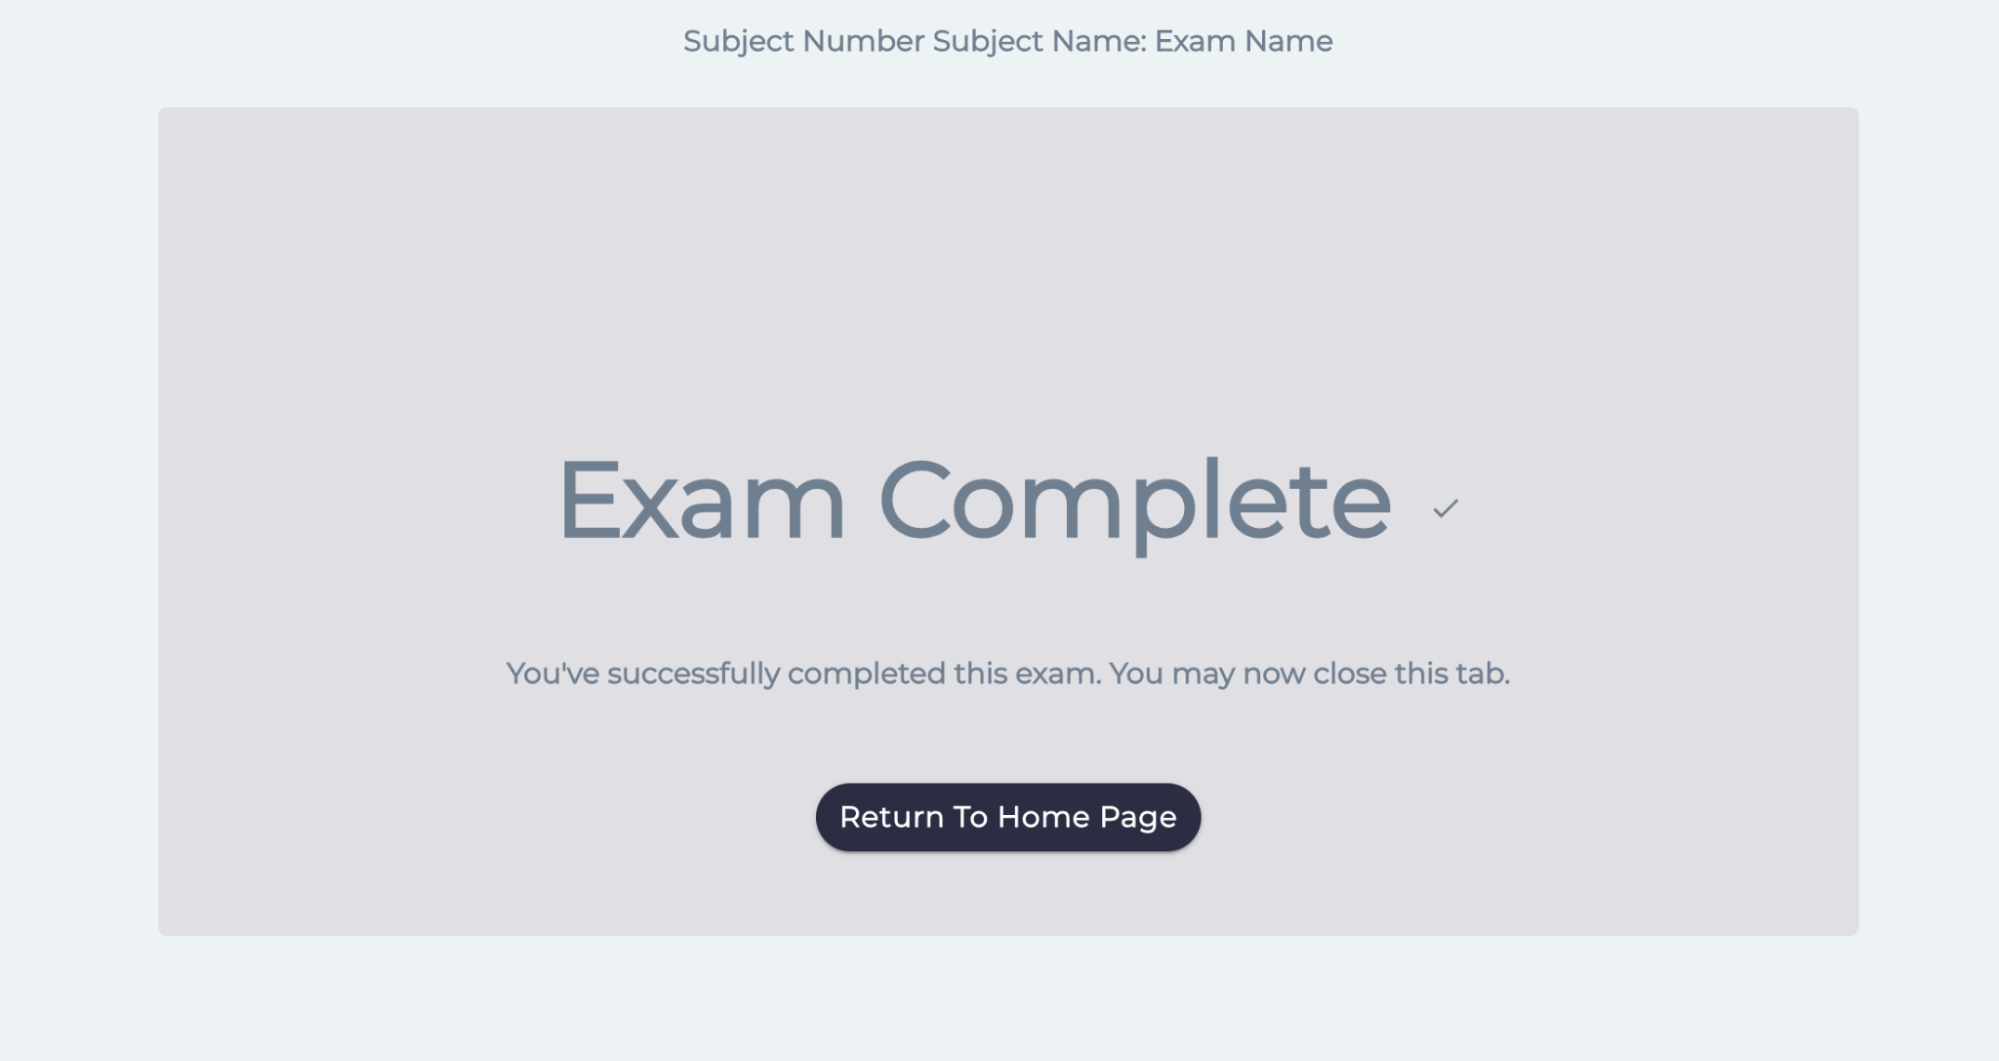 Subject Number Subject Name: Exam Name
Exam Complete
You've successfully completed this exam. You may now close this tab.
Return To Home Page